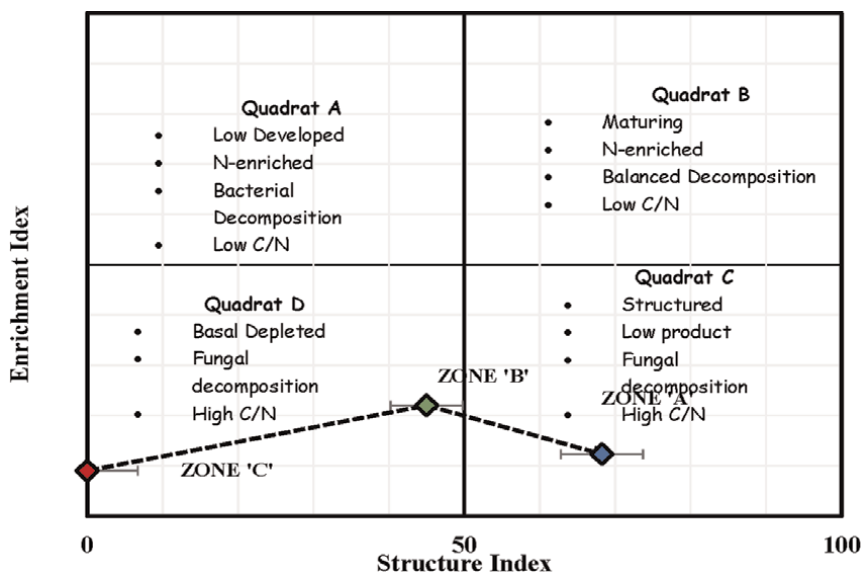 Quadrat A
• Low Developed
• N-enriched
• Bacterial
Decomposition
• Low C/N
Quadrat B
• Maturing
• N-enriched
• Balanced Decomposition
• Low C/N
Quadrat D
• Basal Depleted
• Fungal
decomposition
• High C/N
Quadrat C
• Structured
• Low product
• Fungal
decomposition
• High C/N
ZONE 'B'
ZONE 'A'
ZONE 'C'
Enrichment Idex
0
50
100
Structure Index